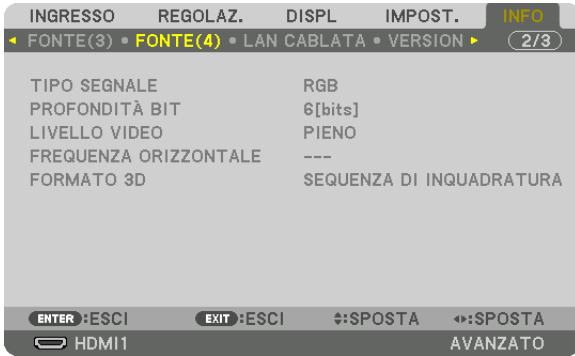 INGRESSO REGOLAZ. DISPL IMPOST. INFO
FONTE(3) • FONTE(4) • LAN CABLATA • VERSION 2/3
TIPO SEGNALE RGB
PROFONDITÀ BIT 6[bits]
LIVELLO VIDEO PIENO
FREQUENZA ORIZZONTALE ---
FORMATO 3D SEQUENZA DI INQUADRATURA
ENTER :ESCI EXIT :ESCI :SPOSTA :SPOSTA
HDMI1 AVANZATO